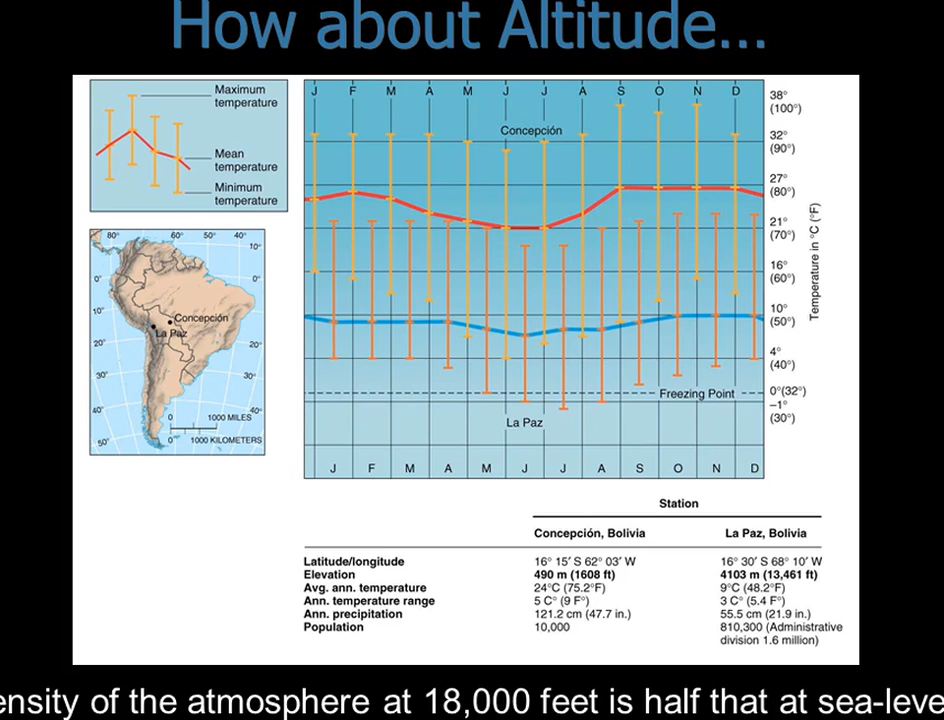 How about Altitude...
Maximum
temperature
Mean
temperature
Minimum
temperature
J F M A M J J A S O N D
Concepción
38°
(100°)
32°
(90°)
27°
(80°)
21°
(70°)
16°
(60°)
10°
(50°)
4°
(40°)
0°(32°)
–1°
(30°)
Temperature in °C (°F)
Freezing Point
La Paz
J F M A M J J A S O N D
80° 60° 50° 40°
10°
0° 0°
10° 10°
Concepción
La Paz
20° 20°
30° 30°
40° 40°
50°
0 1000 MILES
0 1000 KILOMETERS
Station
Concepción, Bolivia La Paz, Bolivia
Latitude/longitude 16° 15′ S 62° 03′ W 16° 30′ S 68° 10′ W
Elevation 490 m (1608 ft) 4103 m (13,461 ft)
Avg. ann. temperature 24°C (75.2°F) 9°C (48.2°F)
Ann. temperature range 5 C° (9 F°) 3 C° (5.4 F°)
Ann. precipitation 121.2 cm (47.7 in.) 55.5 cm (21.9 in.)
Population 10,000 810,300 (Administrative
division 1.6 million)
ensity of the atmosphere at 18,000 feet is half that at sea-leve